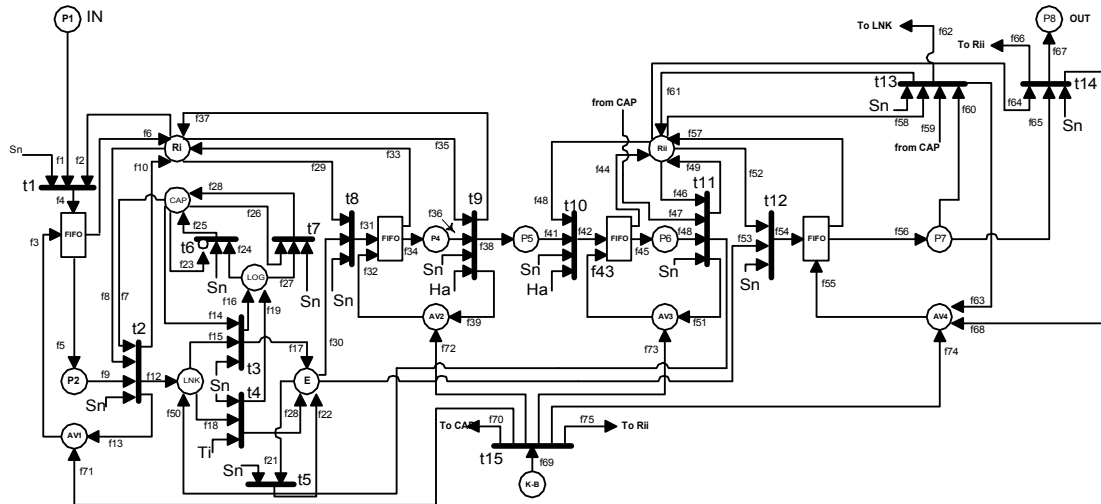 P1
IN
To LNK
f62
To Rii
f66
P8
OUT
f67
t13
t14
Sn
f61
from CAP
f58
f59
f60
from CAP
f64
f65
Sn
Sn
f1
f2
t1
f4
f3
FIFO
f6
f10
Ri
f37
f35
f33
f29
CAP
f28
f25
f26
t6
f23
f24
Sn
t7
f27
Sn
LOG
f16
f19
f8
f7
f14
f15
t3
Sn
t4
f17
f30
t8
f31
f32
Sn
FIFO
f34
f36
P4
t9
Sn
Ha
f38
f39
P5
f48
t10
f41
f42
Sn
Ha
FIFO
f43
f44
f45
P6
Rii
f57
f49
f46
f47
t11
f48
Sn
f51
f52
t12
f53
f54
Sn
FIFO
f55
f56
P7
f5
P2
f9
t2
f12
Sn
f13
AV1
f71
LNK
f50
f18
Ti
E
f28
f22
f21
Sn
t5
AV2
f72
AV3
f73
AV4
f63
f68
f74
To CAP
f70
f75
To Rii
t15
f69
K-B